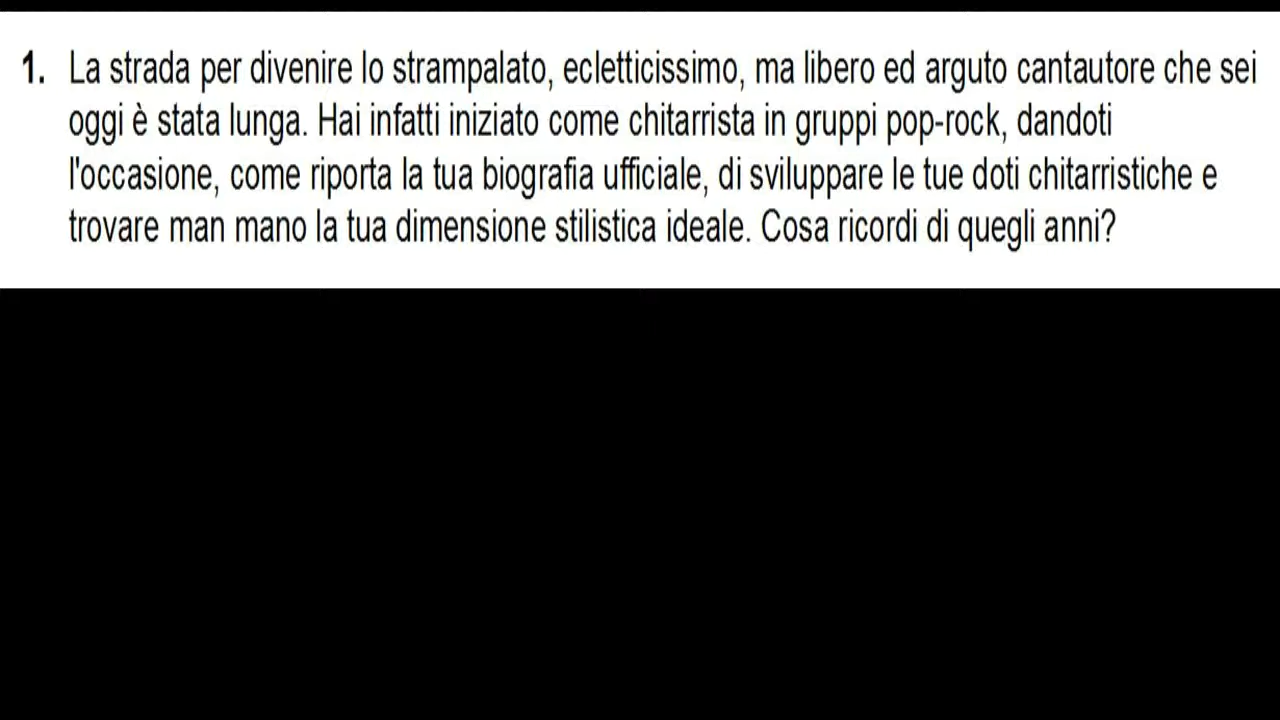 1. La strada per divenire lo strampalato, ecletticissimo, ma libero ed arguto cantautore che sei
oggi è stata lunga. Hai infatti iniziato come chitarrista in gruppi pop-rock, dandoti
l'occasione, come riporta la tua biografia ufficiale, di sviluppare le tue doti chitarristiche e
trovare man mano la tua dimensione stilistica ideale. Cosa ricordi di quegli anni?